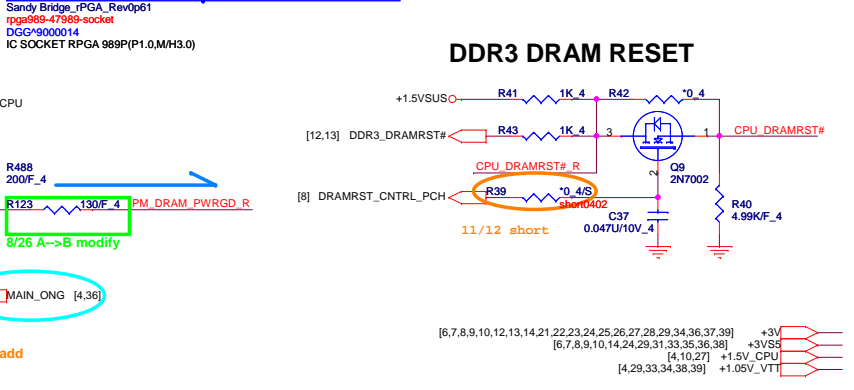 Sandy Bridge_rPGA_Rev0p61
rpga989-47989-socket
DGG^9000014
IC SOCKET RPGA 989P(P1.0,M/H3.0)
DDR3 DRAM RESET
+1.5VSUS
R41
1K_4
R42
*0_4
CPU
[12,13] DDR3_DRAMRST#
R43
1K_4
3
1
CPU_DRAMRST#
CPU_DRAMRST#_R
2
Q9
2N7002
R488
200/F_4
[8] DRAMRST_CNTRL_PCH
R39
*0_4/S
short0402
R123
130/F_4
PM_DRAM_PWRGD_R
R40
4.99K/F_4
C37
0.047U/10V_4
11/12 short
8/26 A-->B modify
MAIN_ONG [4,36]
add
[6,7,8,9,10,12,13,14,21,22,23,24,25,26,27,28,29,34,36,37,39] +3V
[6,7,8,9,10,14,24,29,31,33,35,36,38] +3VS5
[4,10,27] +1.5V_CPU
[4,29,33,34,38,39] +1.05V_VTT